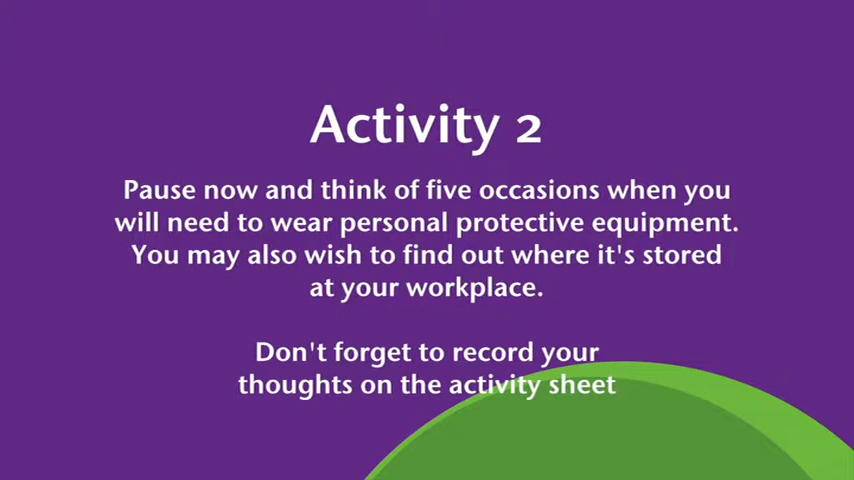 Activity 2
Pause now and think of five occasions when you
will need to wear personal protective equipment.
You may also wish to find out where it's stored
at your workplace.
Don't forget to record your
thoughts on the activity sheet